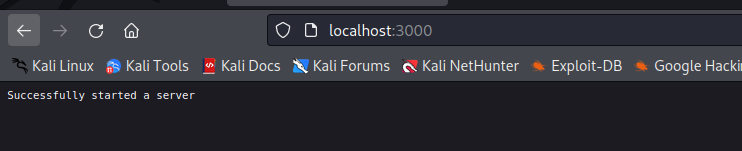 localhost:3000
Kali Linux Kali Tools Kali Docs Kali Forums Kali NetHunter Exploit-DB Google Hackin
Successfully started a server